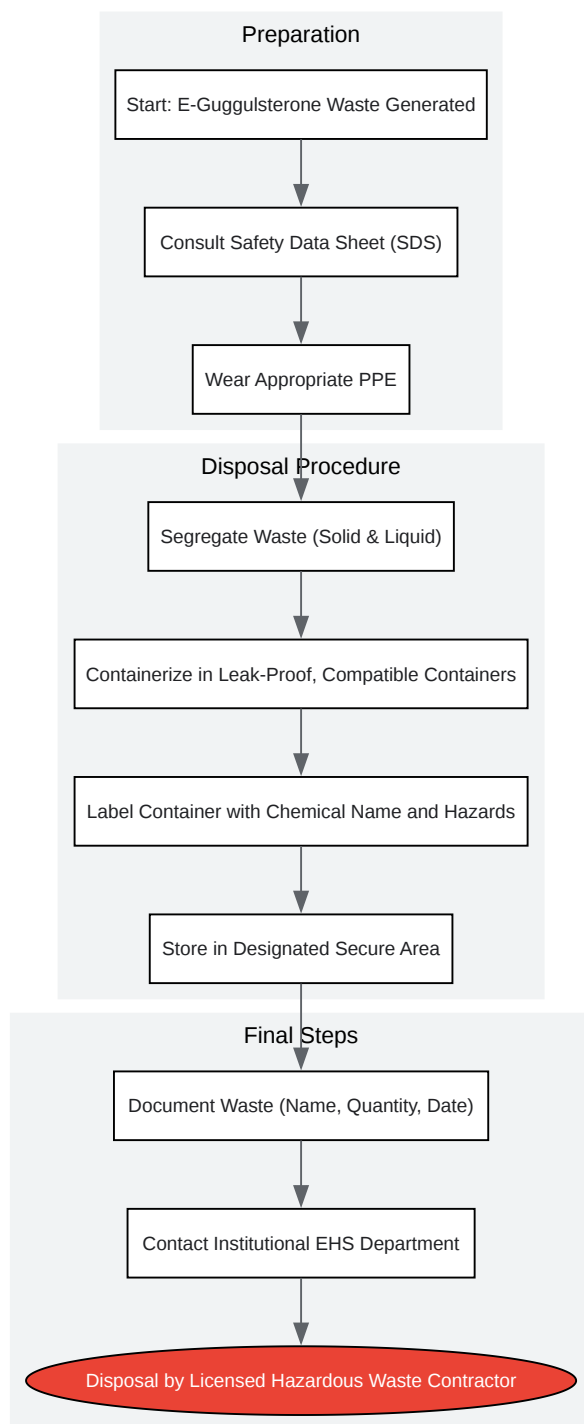 Preparation
Start: E-Guggulsterone Waste Generated
Consult Safety Data Sheet (SDS)
Wear Appropriate PPE
Disposal Procedure
Segregate Waste (Solid & Liquid)
Containerize in Leak-Proof, Compatible Containers
Label Container with Chemical Name and Hazards
Store in Designated Secure Area
Final Steps
Document Waste (Name, Quantity, Date)
Contact Institutional EHS Department
Disposal by Licensed Hazardous Waste Contractor